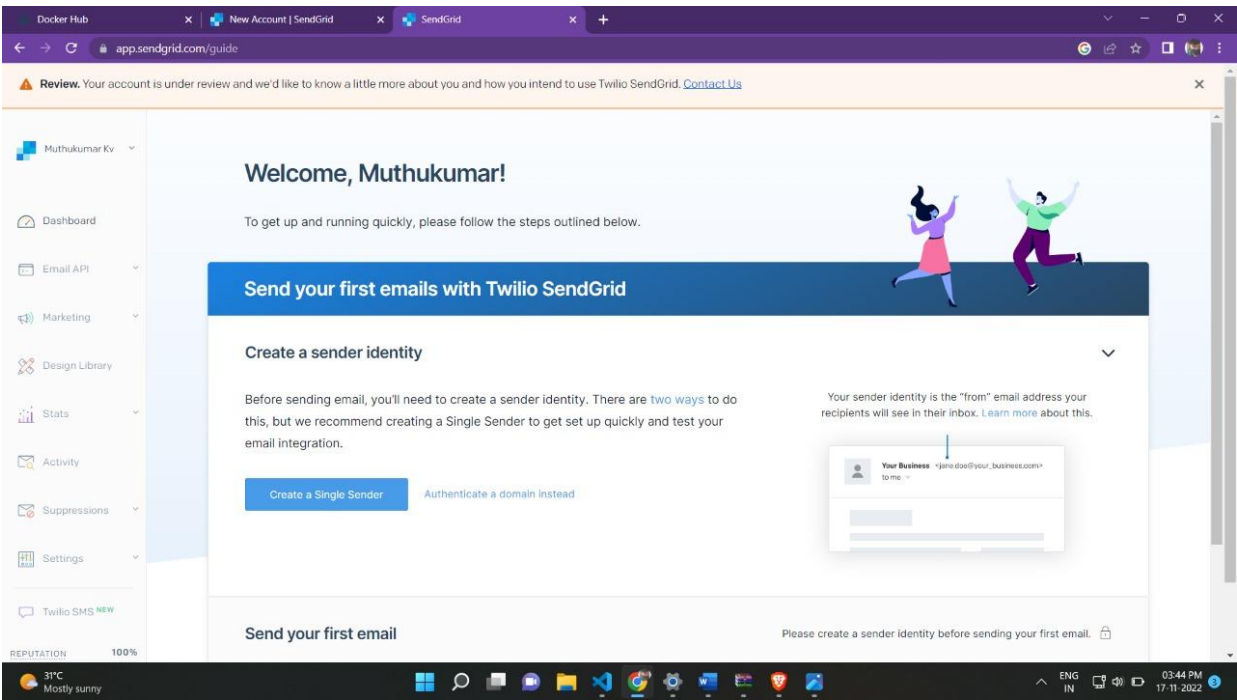 Docker Hub
New Account | SendGrid
SendGrid
app.sendgrid.com/guide
Review. Your account is under review and we'd like to know a little more about you and how you intend to use Twilio SendGrid. Contact Us
Muthukumar Kv
Dashboard
Email API
Marketing
Design Library
Stats
Activity
Suppressions
Settings
Twilio SMS NEW
REPUTATION 100%
Welcome, Muthukumar!
To get up and running quickly, please follow the steps outlined below.
Send your first emails with Twilio SendGrid
Create a sender identity
Before sending email, you'll need to create a sender identity. There are two ways to do
this, but we recommend creating a Single Sender to get set up quickly and test your
email integration.
Create a Single Sender
Authenticate a domain instead
Your sender identity is the "from" email address your
recipients will see in their inbox. Learn more about this.
Your Business <jane.doe@your_business.com>
to me
Send your first email
Please create a sender identity before sending your first email.
31°C
Mostly sunny
ENG
IN
03:44 PM
17-11-2022
3